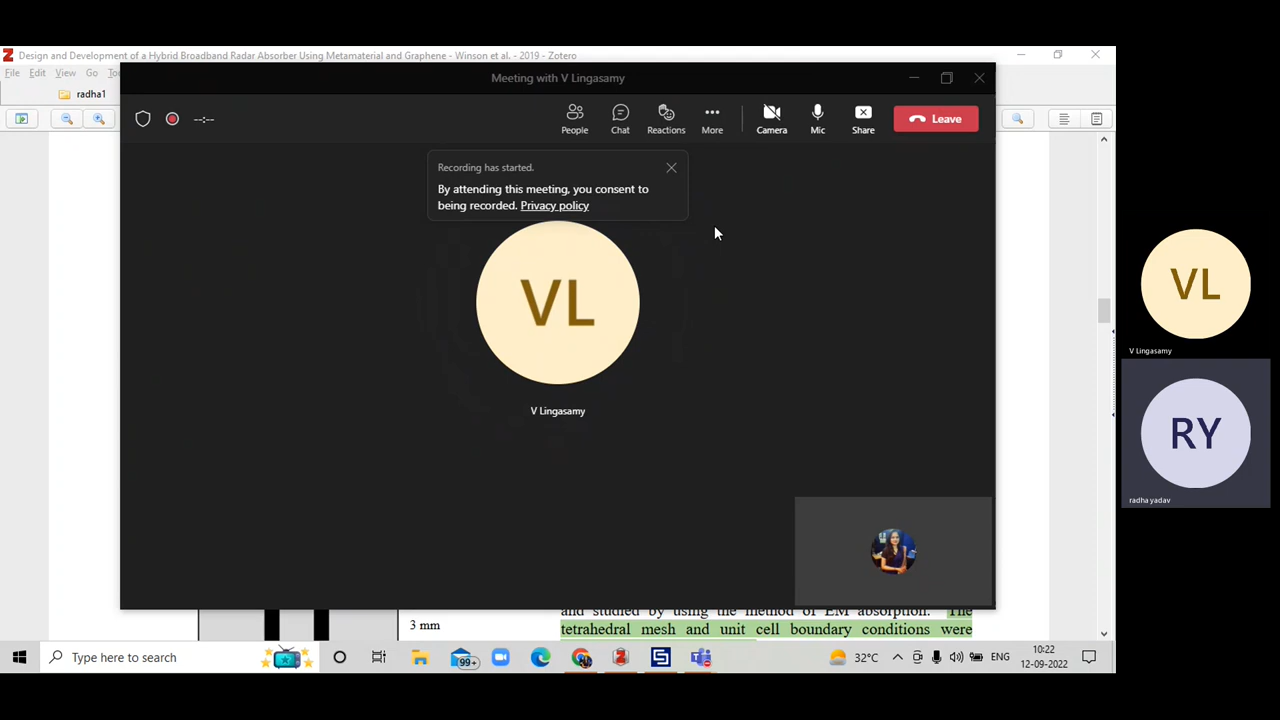 Design and Development of a Hybrid Broadband Radar Absorber Using Metamaterial and Graphene - Winson et al. - 2019 - Zotero
File Edit View Go
radha1
Meeting with V Lingasamy
--:--
People
Chat
Reactions
More
Camera
Mic
Share
Leave
Recording has started.
By attending this meeting, you consent to
being recorded. Privacy policy
VL
V Lingasamy
VL
V Lingasamy
RY
radha yadav
and studied by using the method of EM absorption. The
3 mm
tetrahedral mesh and unit cell boundary conditions were
Type here to search
99+
32°C
ENG
10:22
12-09-2022